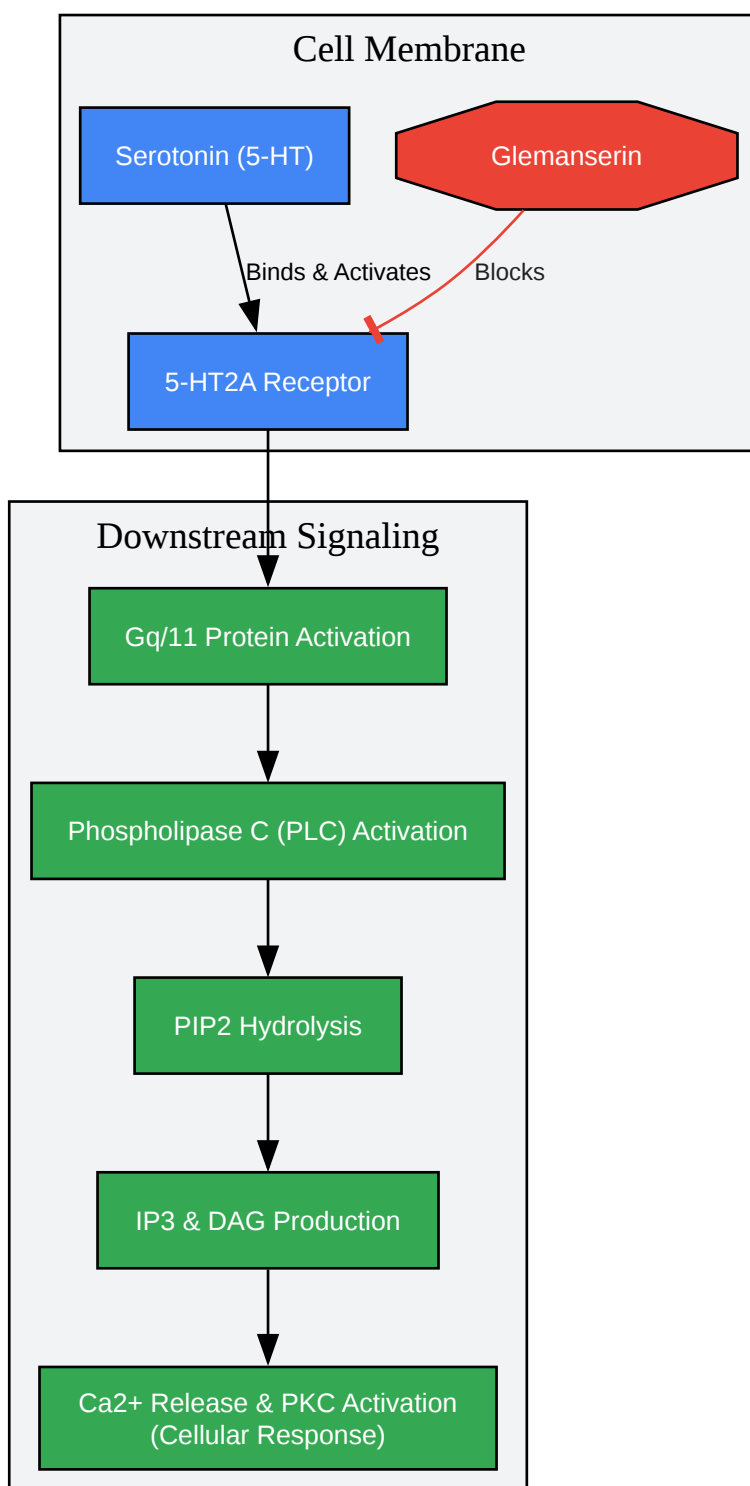 Cell Membrane
Serotonin (5-HT)
Glemanserin
Binds & Activates
Blocks
5-HT2A Receptor
Downstream Signaling
Gq/11 Protein Activation
Phospholipase C (PLC) Activation
PIP2 Hydrolysis
IP3 & DAG Production
Ca2+ Release & PKC Activation
(Cellular Response)